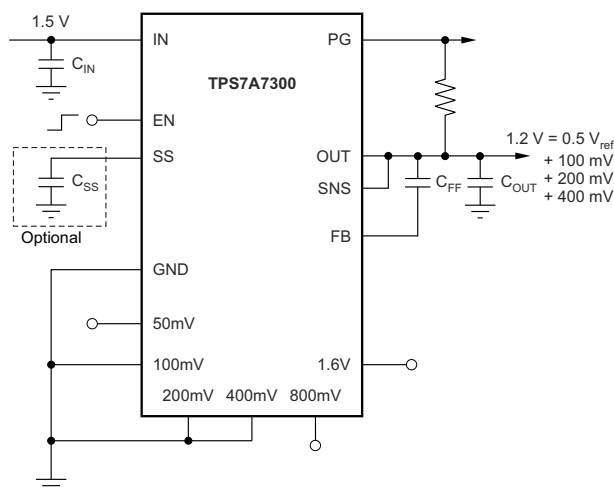 1.5 V
IN
PG
C_IN
TPS7A7300
EN
SS
OUT
1.2 V = 0.5 V_ref
+ 100 mV
+ 200 mV
+ 400 mV
C_SS
SNS
C_FF
C_OUT
Optional
FB
GND
50mV
100mV
1.6V
200mV 400mV 800mV